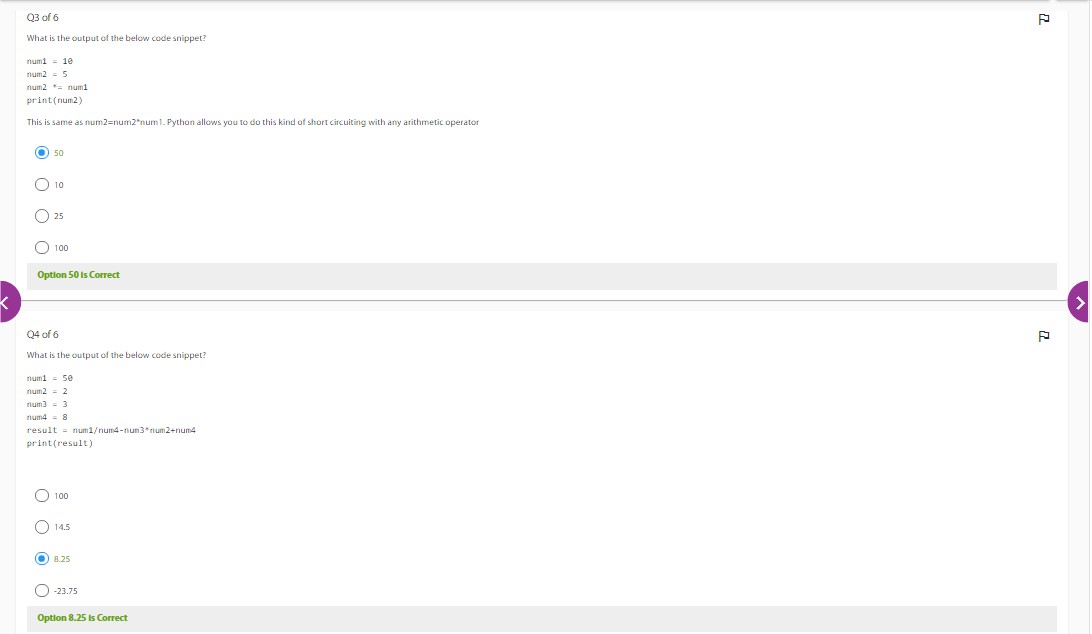 Q3 of 6
What is the output of the below code snippet?
num1 = 10
num2 = 5
num2 *= num1
print(num2)
This is same as num2=num2*num1. Python allows you to do this kind of short circuiting with any arithmetic operator
50
10
25
100
Option 50 is Correct
Q4 of 6
What is the output of the below code snippet?
num1 = 50
num2 = 2
num3 = 3
num4 = 8
result = num1/num4-num3*num2+num4
print(result)
100
14.5
8.25
-23.75
Option 8.25 is Correct